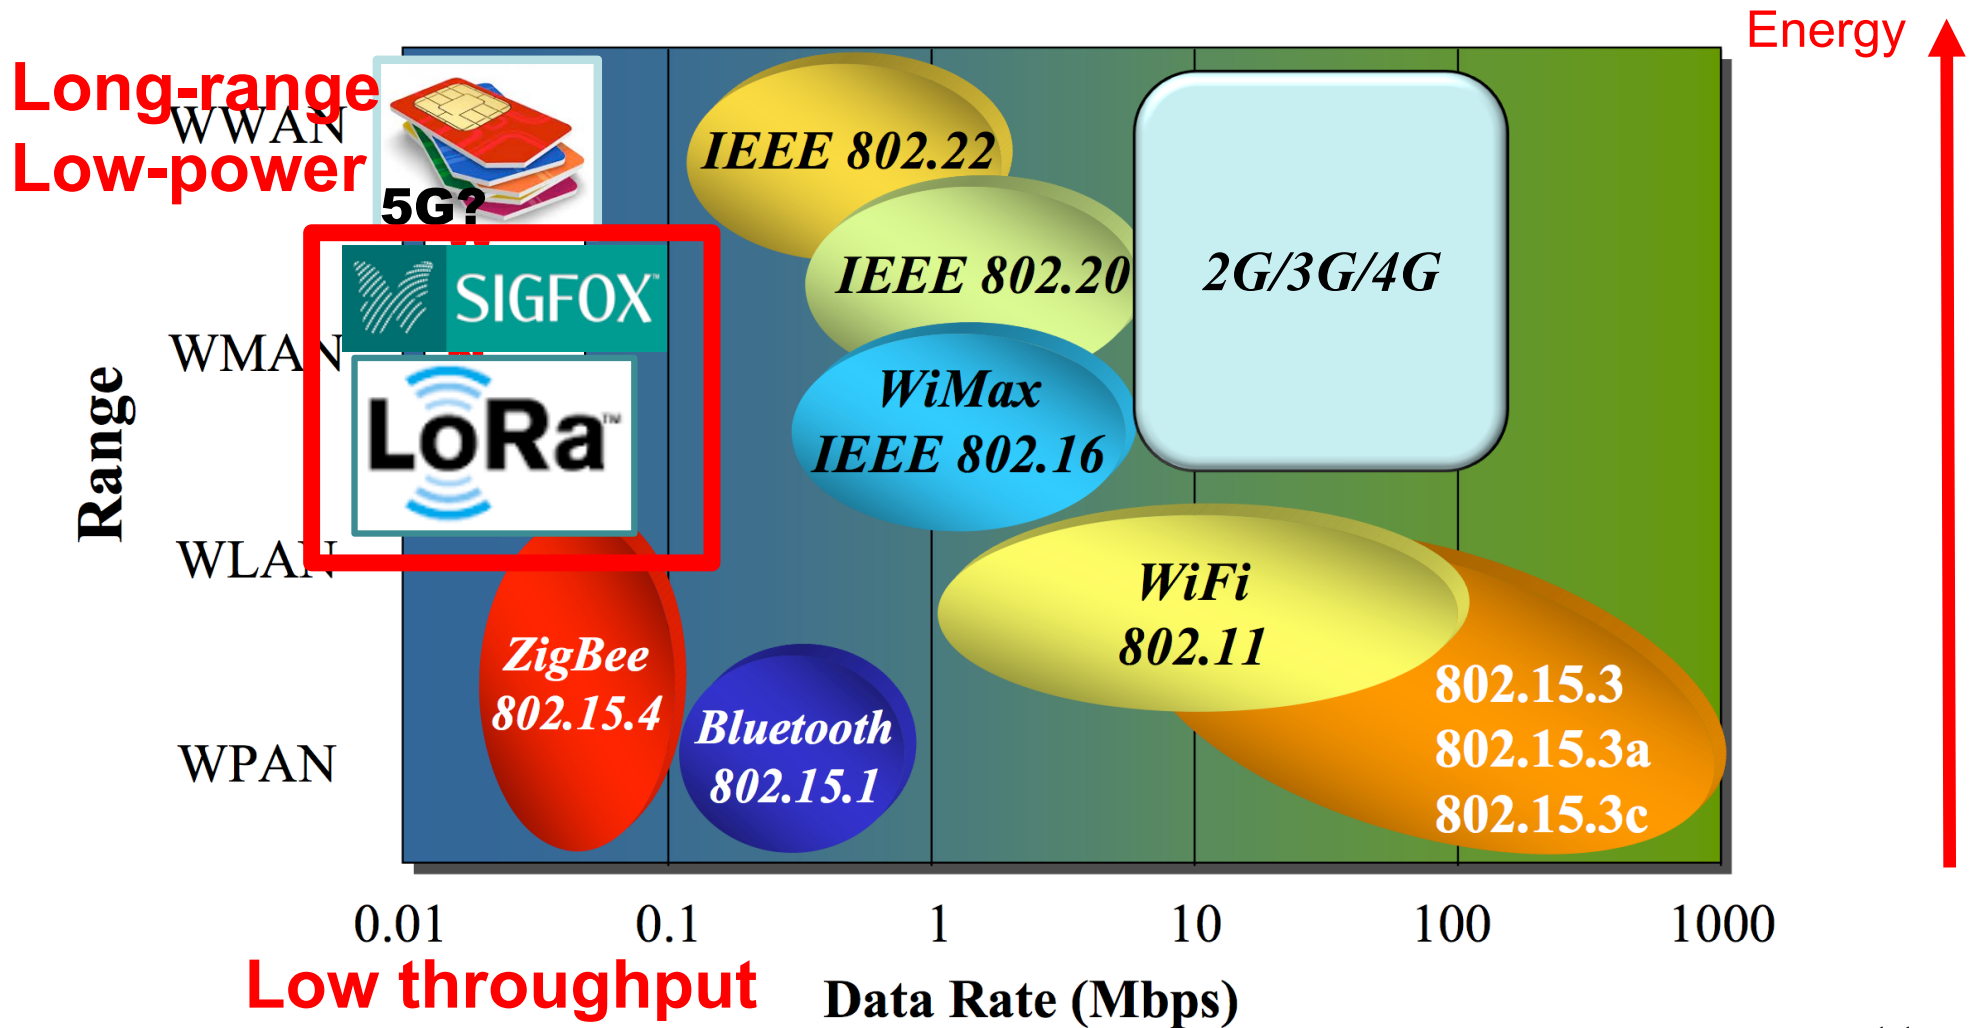 Energy
Long-range
WWAN
Low-power
5G?
IEEE 802.22
SIGFOX
IEEE 802.20
2G/3G/4G
WMAN
LoRa™
WiMax
IEEE 802.16
Range
WLAN
WiFi
802.11
ZigBee
802.15.4
802.15.3
802.15.3a
802.15.3c
Bluetooth
802.15.1
WPAN
0.01 0.1 1 10 100 1000
Low throughput
Data Rate (Mbps)